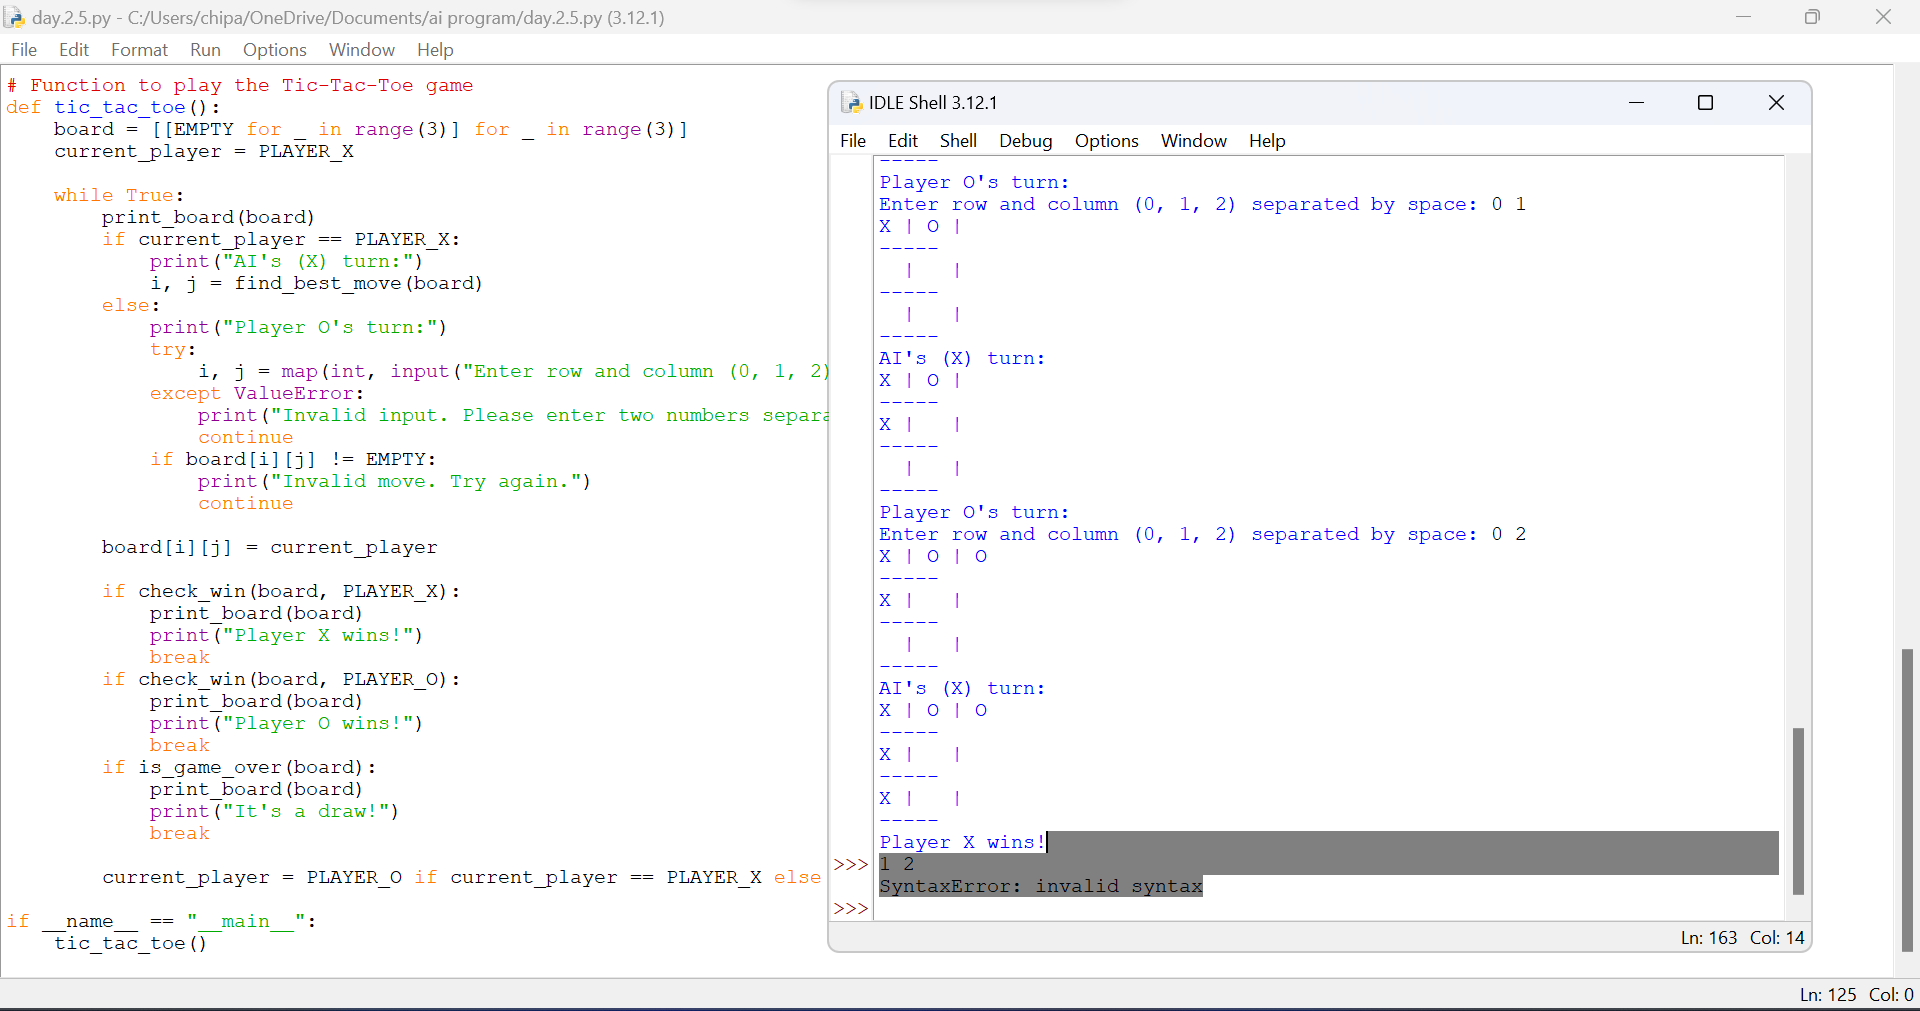 day.2.5.py - C:/Users/chipa/OneDrive/Documents/ai program/day.2.5.py (3.12.1)
File Edit Format Run Options Window Help
# Function to play the Tic-Tac-Toe game
def tic_tac_toe():
    board = [[EMPTY for _ in range(3)] for _ in range(3)]
    current_player = PLAYER_X

    while True:
        print_board(board)
        if current_player == PLAYER_X:
            print("AI's (X) turn:")
            i, j = find_best_move(board)
        else:
            print("Player O's turn:")
            try:
                i, j = map(int, input("Enter row and column (0, 1, 2)
            except ValueError:
                print("Invalid input. Please enter two numbers separa
                continue
            if board[i][j] != EMPTY:
                print("Invalid move. Try again.")
                continue

        board[i][j] = current_player

        if check_win(board, PLAYER_X):
            print_board(board)
            print("Player X wins!")
            break
        if check_win(board, PLAYER_O):
            print_board(board)
            print("Player O wins!")
            break
        if is_game_over(board):
            print_board(board)
            print("It's a draw!")
            break

        current_player = PLAYER_O if current_player == PLAYER_X else

if __name__ == "__main__":
    tic_tac_toe()
IDLE Shell 3.12.1
File Edit Shell Debug Options Window Help
-----
Player O's turn:
Enter row and column (0, 1, 2) separated by space: 0 1
X | O |
-----
  |   |
-----
  |   |
-----
AI's (X) turn:
X | O |
-----
X |   |
-----
  |   |
-----
Player O's turn:
Enter row and column (0, 1, 2) separated by space: 0 2
X | O | O
-----
X |   |
-----
  |   |
-----
AI's (X) turn:
X | O | O
-----
X |   |
-----
X |   |
-----
Player X wins!
>>> 1 2
SyntaxError: invalid syntax
>>>
Ln: 163 Col: 14
Ln: 125 Col: 0